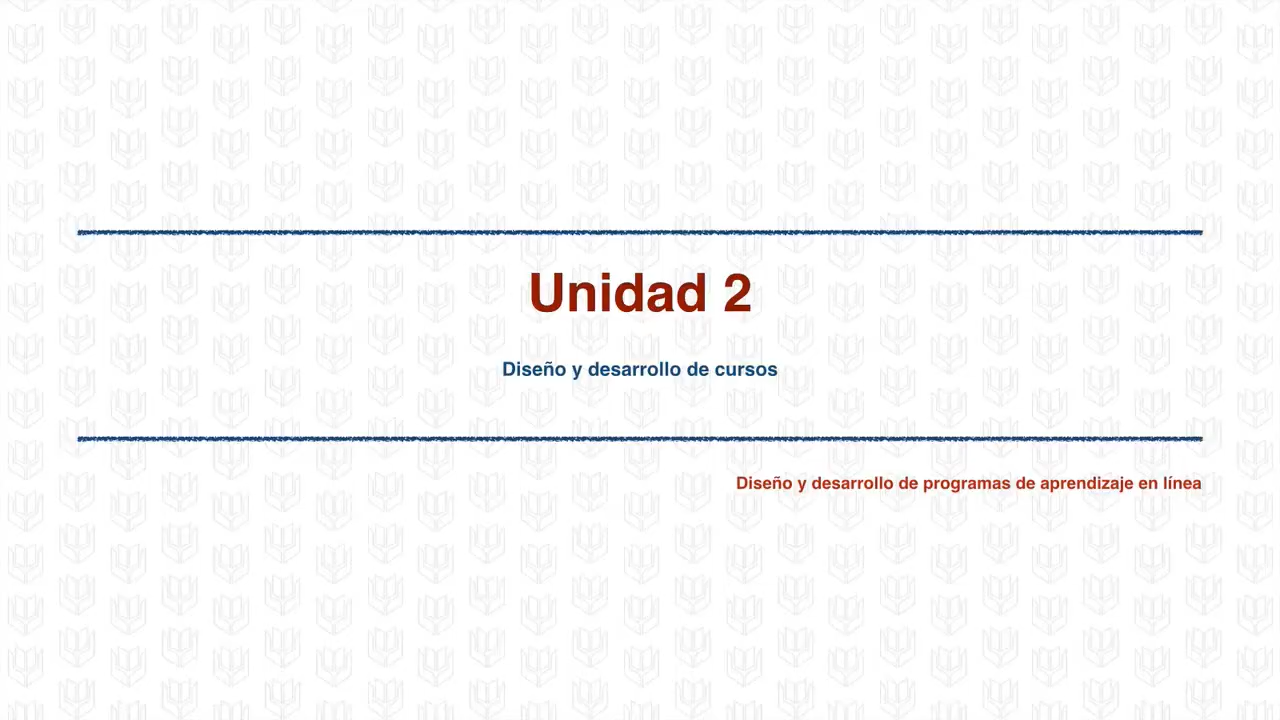 Unidad 2
Diseño y desarrollo de cursos
Diseño y desarrollo de programas de aprendizaje en línea